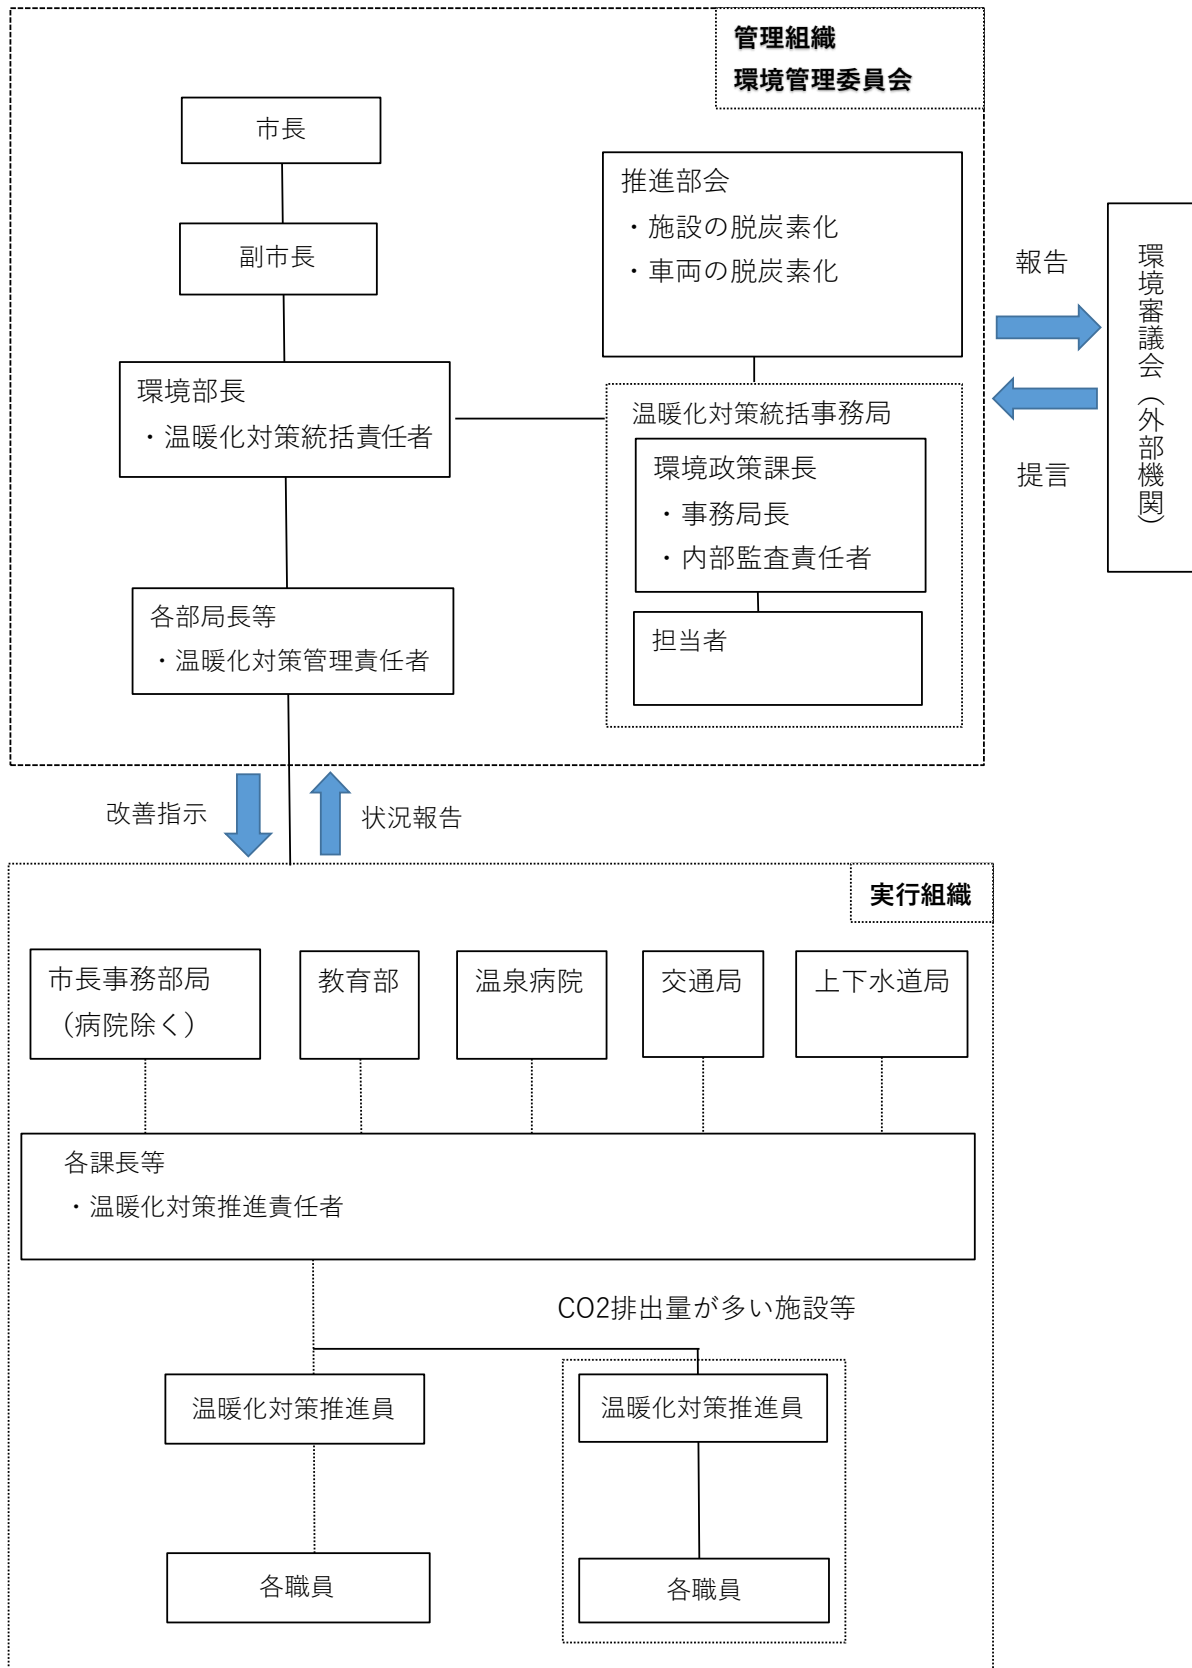 管理組織
環境管理委員会
市長
副市長
環境部長
・温暖化対策統括責任者
各部局長等
・温暖化対策管理責任者
推進部会
・施設の脱炭素化
・車両の脱炭素化
温暖化対策統括事務局
環境政策課長
・事務局長
・内部監査責任者
担当者
報告
提言
環境審議会（外部機関）
改善指示
状況報告
実行組織
市長事務部局
（病院除く）
教育部
温泉病院
交通局
上下水道局
各課長等
・温暖化対策推進責任者
CO2排出量が多い施設等
温暖化対策推進員
温暖化対策推進員
各職員
各職員